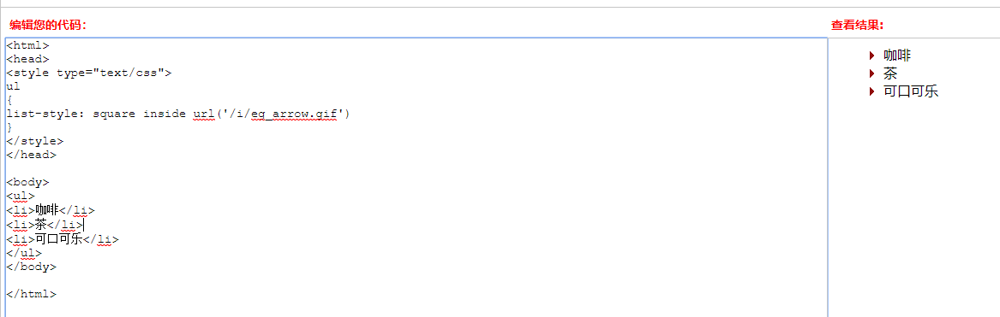 编辑您的代码：
查看结果:
<html>
<head>
<style type="text/css">
ul
{
list-style: square inside url('/i/eg_arrow.gif')
}
</style>
</head>
<body>
<ul>
<li>咖啡</li>
<li>茶</li>
<li>可口可乐</li>
</ul>
</body>
</html>
咖啡
茶
可口可乐